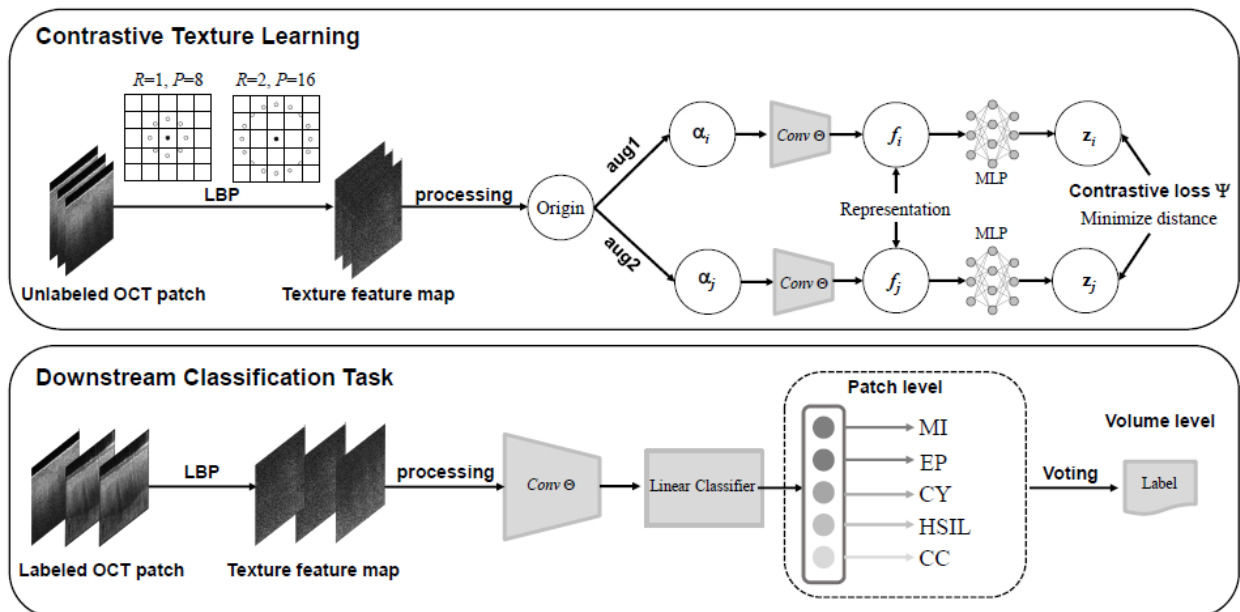 Contrastive Texture Learning
R=1, P=8
R=2, P=16
LBP
processing
Unlabeled OCT patch
Texture feature map
Origin
aug1
aug2
αi
Conv Θ
fi
MLP
zi
Representation
Contrastive loss Ψ
Minimize distance
αj
Conv Θ
fj
MLP
zj
Downstream Classification Task
LBP
processing
Labeled OCT patch
Texture feature map
Conv Θ
Linear Classifier
Patch level
MI
EP
CY
HSIL
CC
Voting
Volume level
Label